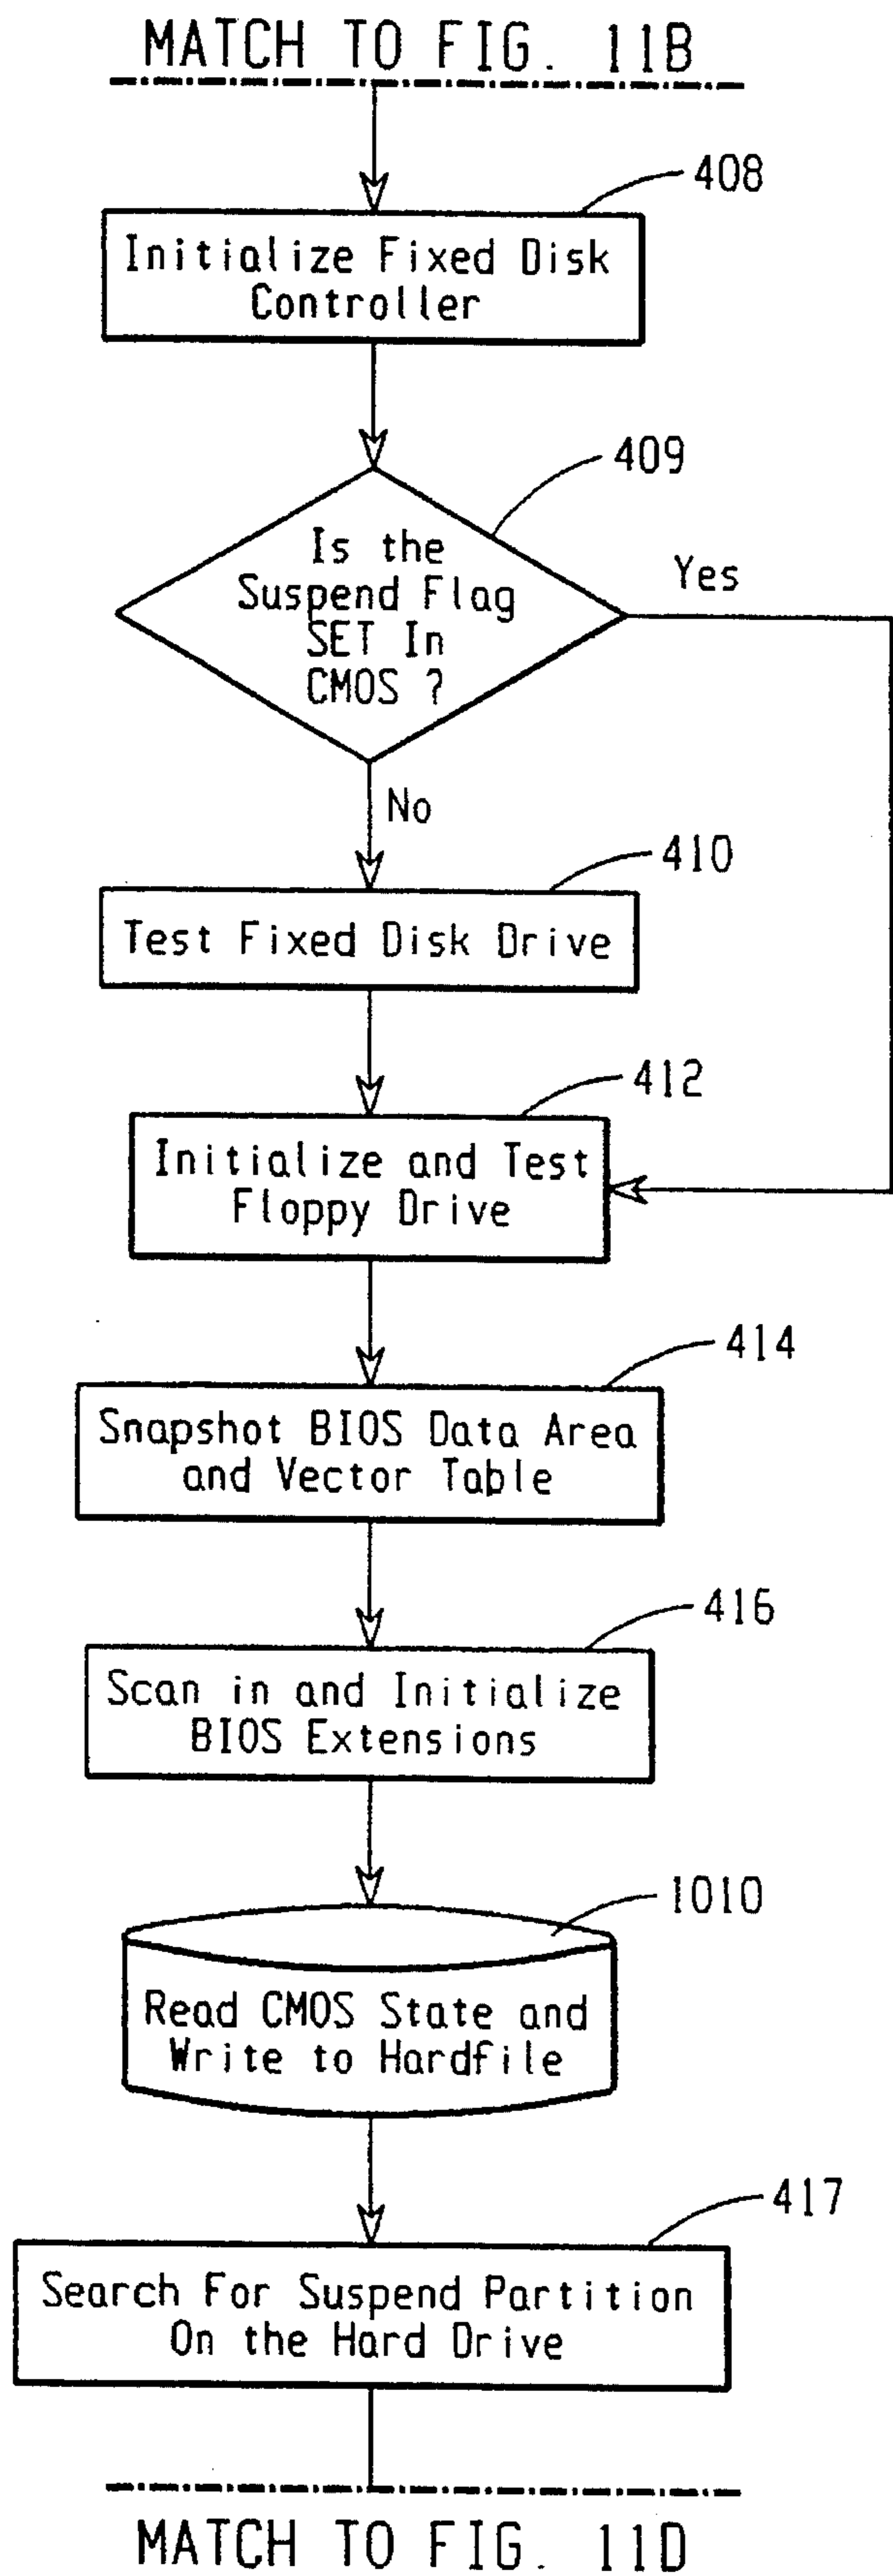 MATCH TO FIG. 11B
408
Initialize Fixed Disk
Controller
409
Is the
Suspend Flag
SET In
CMOS ?
Yes
No
410
Test Fixed Disk Drive
412
Initialize and Test
Floppy Drive
414
Snapshot BIOS Data Area
and Vector Table
416
Scan in and Initialize
BIOS Extensions
1010
Read CMOS State and
Write to Hardfile
417
Search For Suspend Partition
On the Hard Drive
MATCH TO FIG. 11D